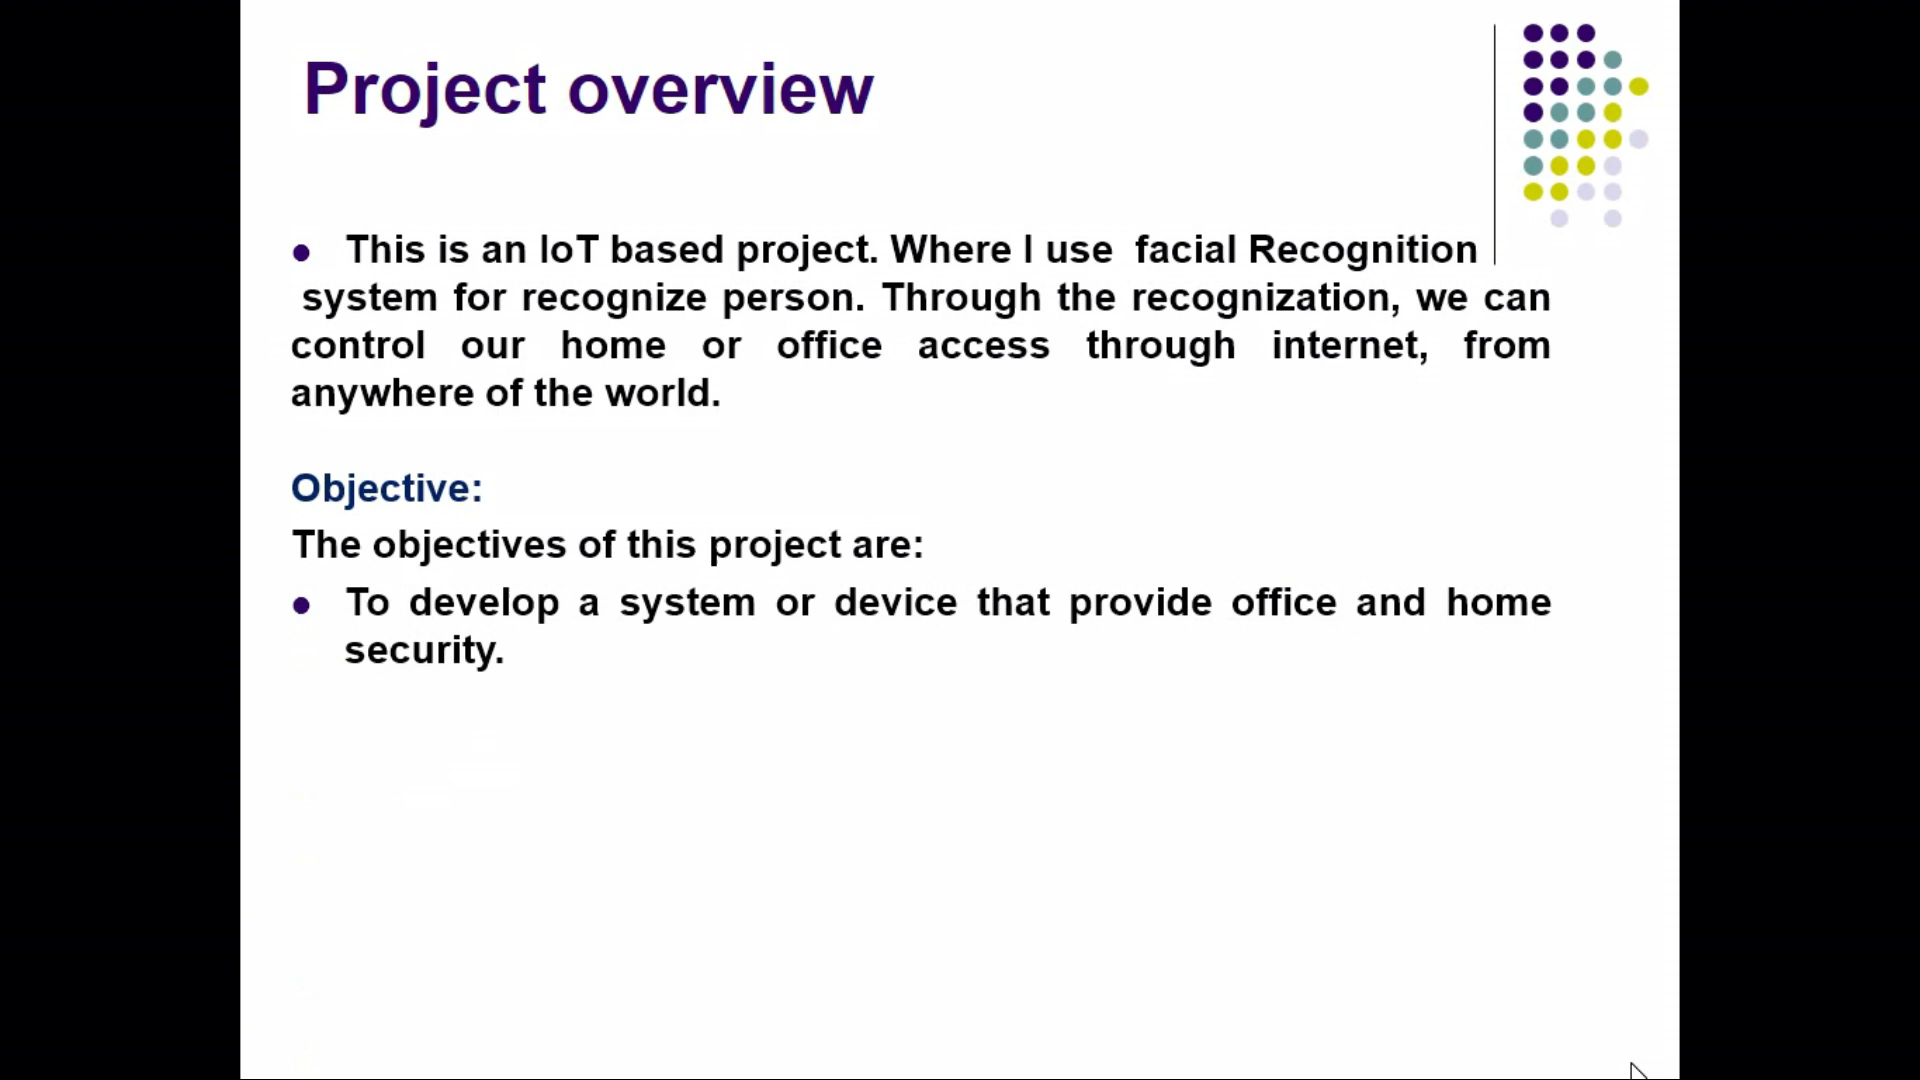 Project overview
• This is an IoT based project. Where I use facial Recognition
system for recognize person. Through the recognization, we can
control our home or office access through internet, from
anywhere of the world.
Objective:
The objectives of this project are:
• To develop a system or device that provide office and home
security.